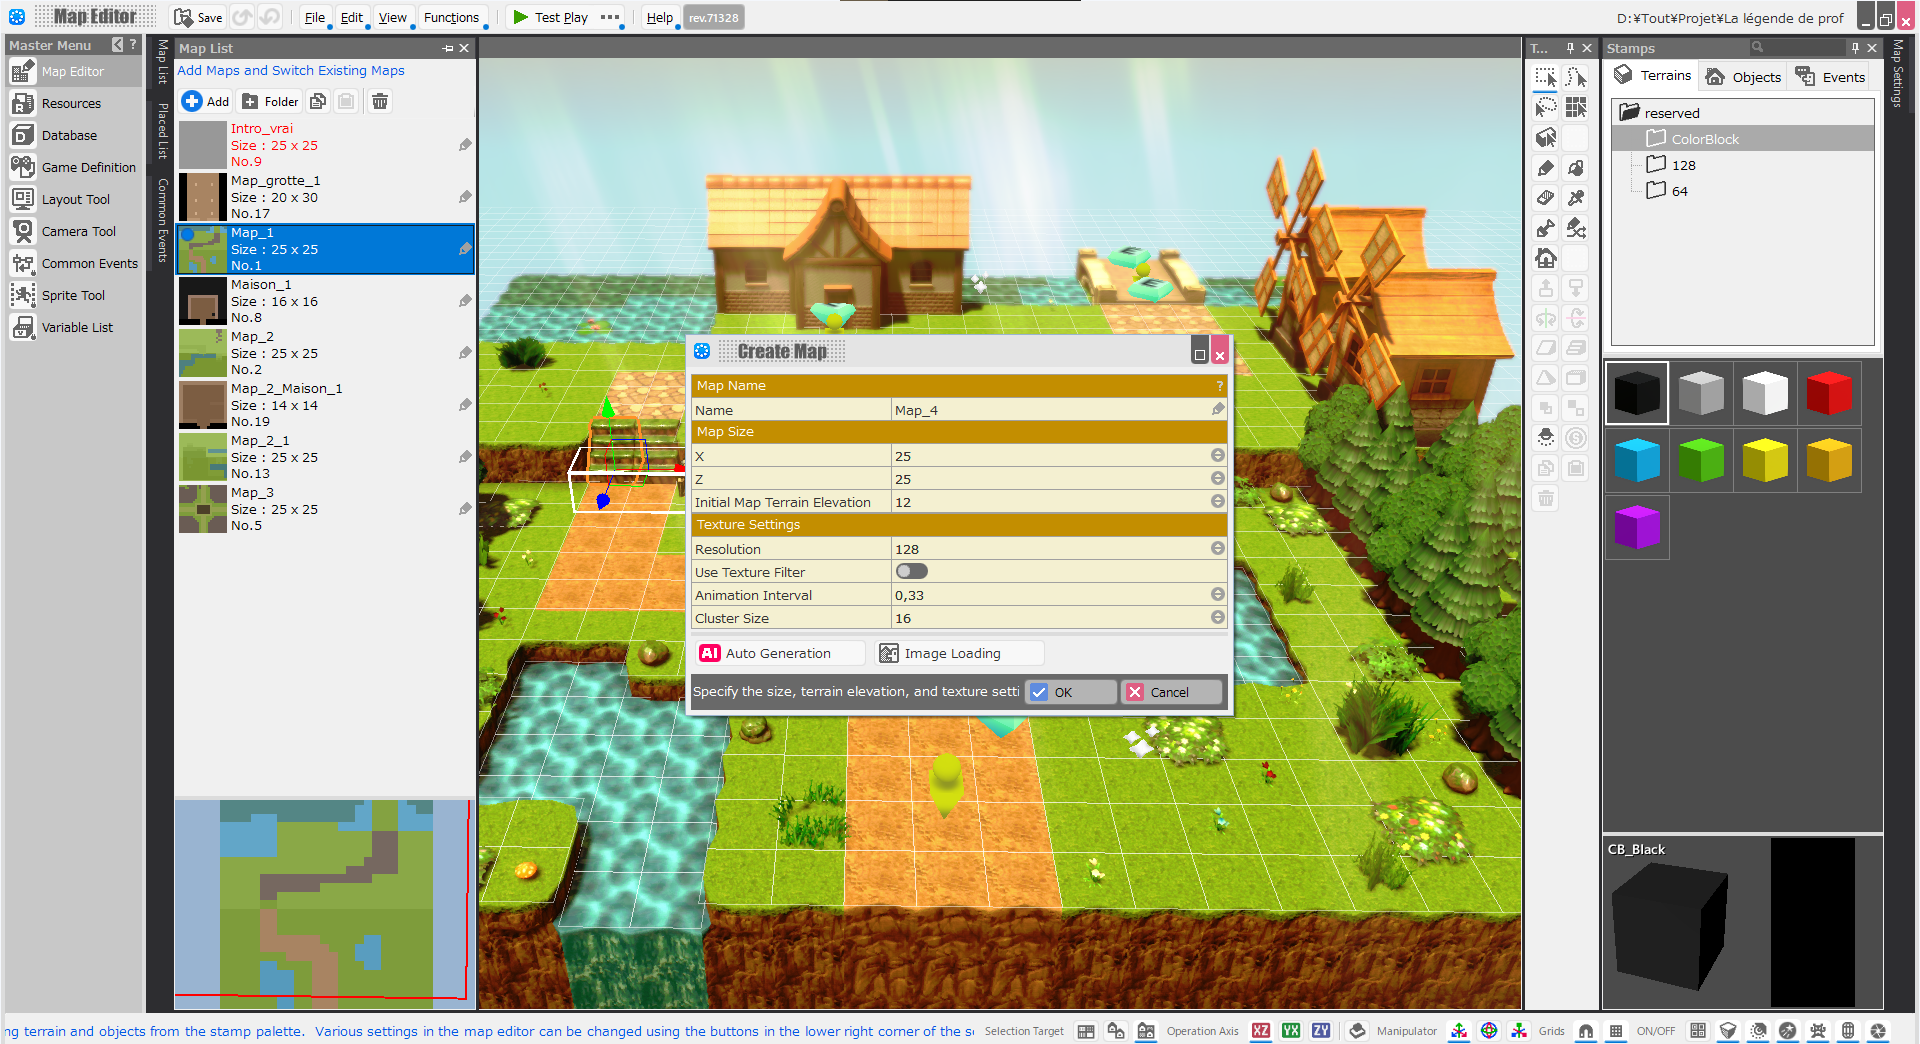 Map Editor
Save
File
Edit
View
Functions
Test Play
Help
rev.71328
D:¥Tout¥Projet¥La légende de prof
Master Menu
?
Map Editor
Resources
Database
Game Definition
Layout Tool
Camera Tool
Common Events
Sprite Tool
Variable List
Map List
Placed List
Common Events
Map List
Add Maps and Switch Existing Maps
Add
Folder
Intro_vrai
Size : 25 x 25
No.9
Map_grotte_1
Size : 20 x 30
No.17
Map_1
Size : 25 x 25
No.1
Maison_1
Size : 16 x 16
No.8
Map_2
Size : 25 x 25
No.2
Map_2_Maison_1
Size : 14 x 14
No.19
Map_2_1
Size : 25 x 25
No.13
Map_3
Size : 25 x 25
No.5
Create Map
Map Name
?
Name
Map_4
Map Size
X
25
Z
25
Initial Map Terrain Elevation
12
Texture Settings
Resolution
128
Use Texture Filter
Animation Interval
0,33
Cluster Size
16
AI Auto Generation
Image Loading
Specify the size, terrain elevation, and texture setti
OK
Cancel
T...
Stamps
Terrains
Objects
Events
reserved
ColorBlock
128
64
CB_Black
Map Settings
ng terrain and objects from the stamp palette.  Various settings in the map editor can be changed using the buttons in the lower right corner of the sc
Selection Target
Operation Axis
XZ
YX
ZY
Manipulator
Grids
ON/OFF